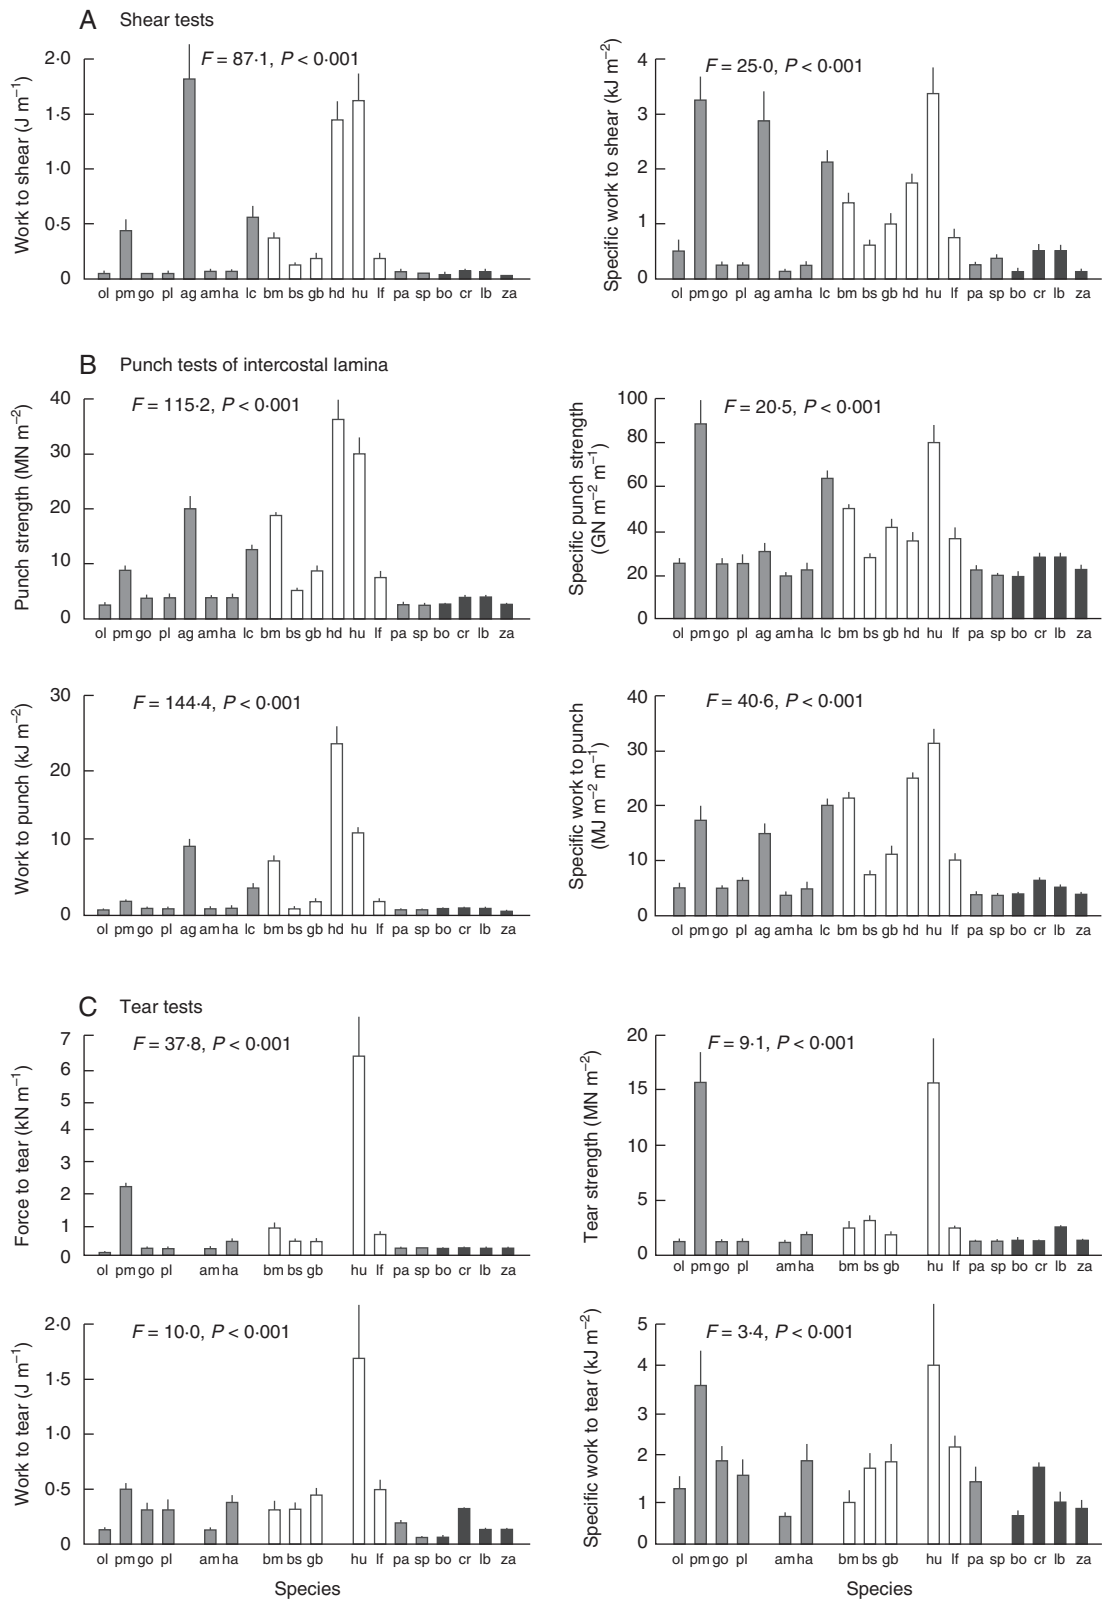 A Shear tests
Work to shear (J m−1)
2·0
1·5
1·0
0·5
0
F = 87·1, P < 0·001
ol pm go pl ag am ha lc bm bs gb hd hu lf pa sp bo cr lb za
Specific work to shear (kJ m−2)
4
3
2
1
0
F = 25·0, P < 0·001
ol pm go pl ag am ha lc bm bs gb hd hu lf pa sp bo cr lb za
B Punch tests of intercostal lamina
Punch strength (MN m−2)
40
30
20
10
0
F = 115·2, P < 0·001
ol pm go pl ag am ha lc bm bs gb hd hu lf pa sp bo cr lb za
Specific punch strength
(GN m−2 m−1)
100
80
60
40
20
0
F = 20·5, P < 0·001
ol pm go pl ag am ha lc bm bs gb hd hu lf pa sp bo cr lb za
Work to punch (kJ m−2)
30
20
10
0
F = 144·4, P < 0·001
ol pm go pl ag am ha lc bm bs gb hd hu lf pa sp bo cr lb za
Specific work to punch
(MJ m−2 m−1)
40
30
20
10
0
F = 40·6, P < 0·001
ol pm go pl ag am ha lc bm bs gb hd hu lf pa sp bo cr lb za
C Tear tests
Force to tear (kN m−1)
7
6
5
4
3
2
1
0
F = 37·8, P < 0·001
ol pm go pl am ha bm bs gb hu lf pa sp bo cr lb za
Tear strength (MN m−2)
20
15
10
5
0
F = 9·1, P < 0·001
ol pm go pl am ha bm bs gb hu lf pa sp bo cr lb za
Work to tear (J m−1)
2·0
1·5
1·0
0·5
0
F = 10·0, P < 0·001
ol pm go pl am ha bm bs gb hu lf pa sp bo cr lb za
Species
Specific work to tear (kJ m−2)
5
4
3
2
1
0
F = 3·4, P < 0·001
ol pm go pl am ha bm bs gb hu lf pa sp bo cr lb za
Species